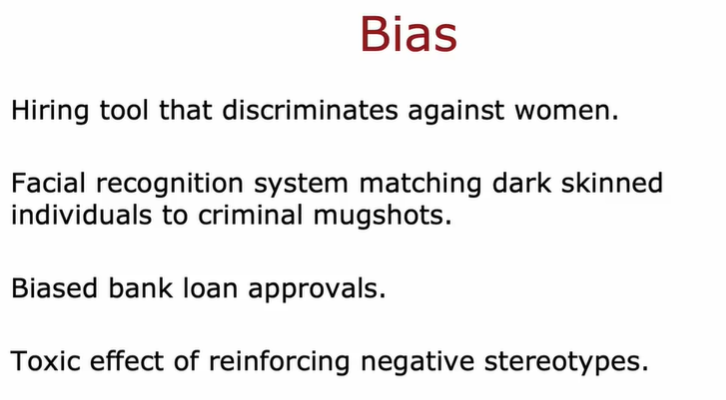 Bias
Hiring tool that discriminates against women.
Facial recognition system matching dark skinned
individuals to criminal mugshots.
Biased bank loan approvals.
Toxic effect of reinforcing negative stereotypes.